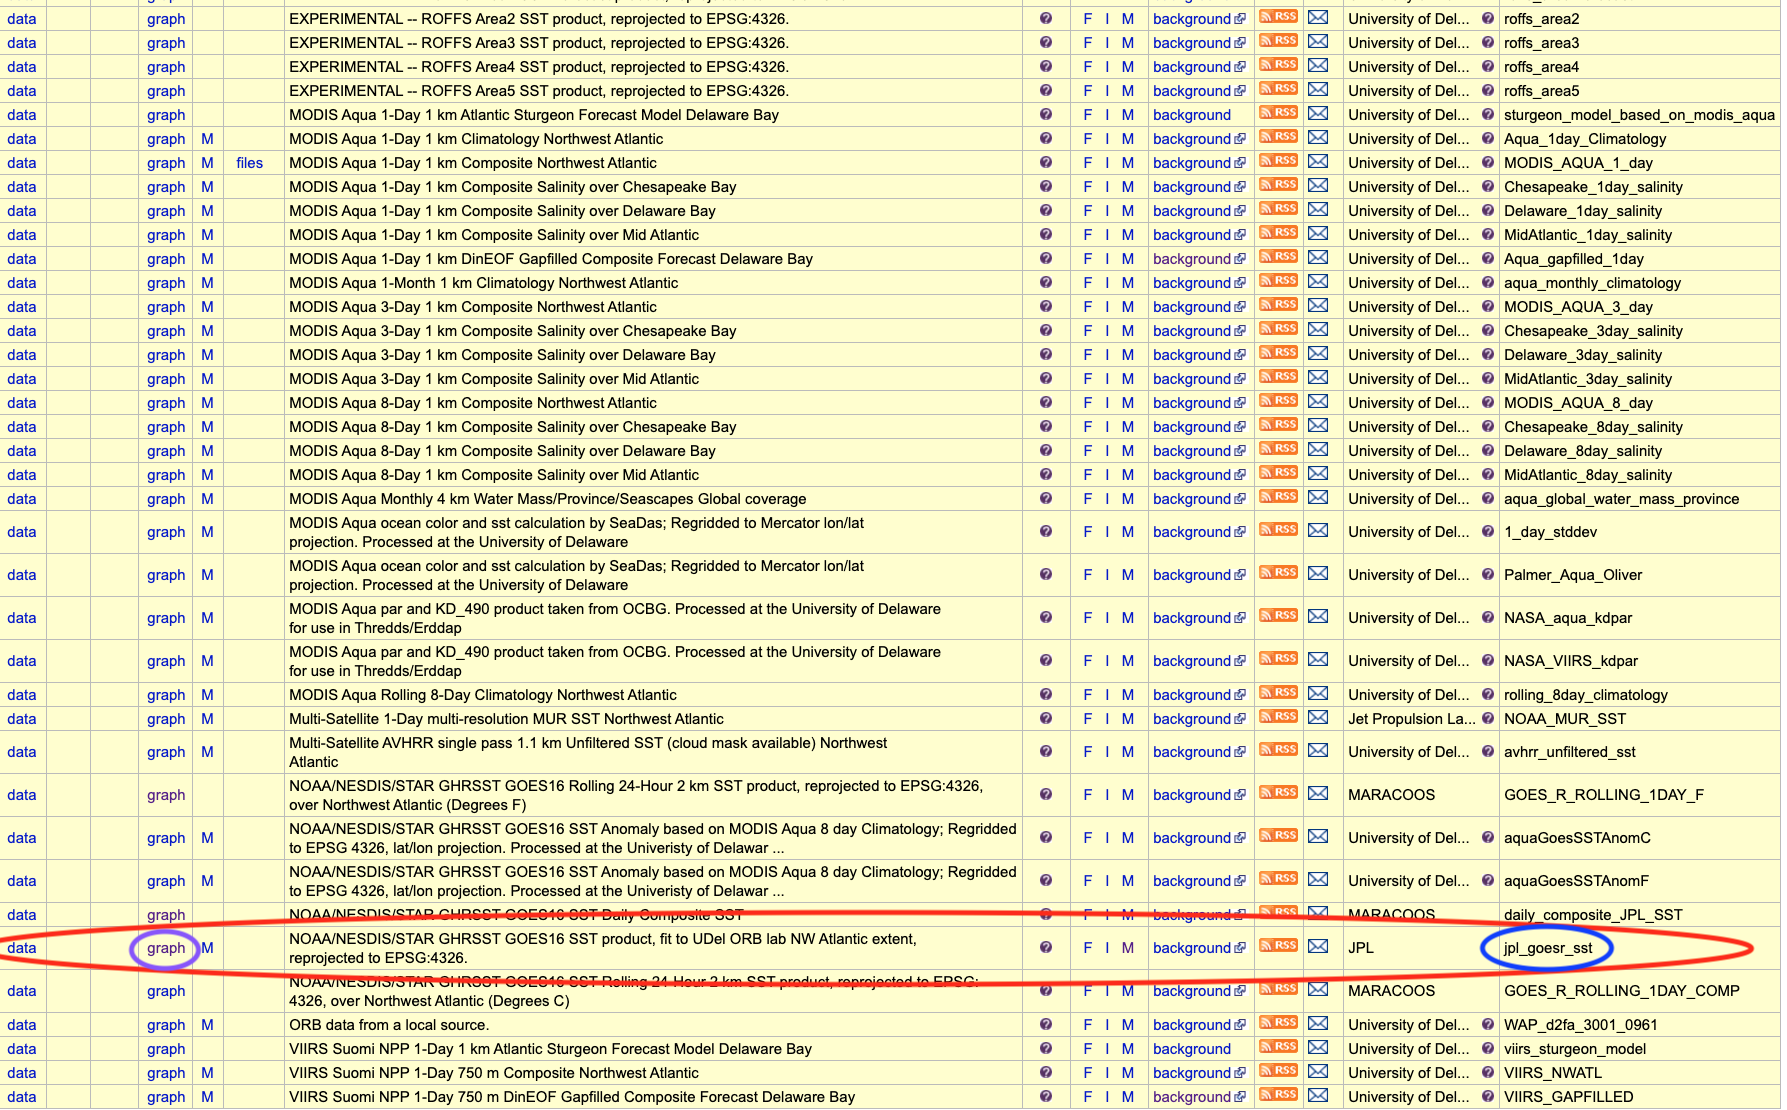 data graph EXPERIMENTAL -- ROFFS Area2 SST product, reprojected to EPSG:4326. ? F I M background RSS University of Del... ? roffs_area2
data graph EXPERIMENTAL -- ROFFS Area3 SST product, reprojected to EPSG:4326. ? F I M background RSS University of Del... ? roffs_area3
data graph EXPERIMENTAL -- ROFFS Area4 SST product, reprojected to EPSG:4326. ? F I M background RSS University of Del... ? roffs_area4
data graph EXPERIMENTAL -- ROFFS Area5 SST product, reprojected to EPSG:4326. ? F I M background RSS University of Del... ? roffs_area5
data graph MODIS Aqua 1-Day 1 km Atlantic Sturgeon Forecast Model Delaware Bay ? F I M background RSS University of Del... ? sturgeon_model_based_on_modis_aqua
data graph M MODIS Aqua 1-Day 1 km Climatology Northwest Atlantic ? F I M background RSS University of Del... ? Aqua_1day_Climatology
data graph M files MODIS Aqua 1-Day 1 km Composite Northwest Atlantic ? F I M background RSS University of Del... ? MODIS_AQUA_1_day
data graph M MODIS Aqua 1-Day 1 km Composite Salinity over Chesapeake Bay ? F I M background RSS University of Del... ? Chesapeake_1day_salinity
data graph M MODIS Aqua 1-Day 1 km Composite Salinity over Delaware Bay ? F I M background RSS University of Del... ? Delaware_1day_salinity
data graph M MODIS Aqua 1-Day 1 km Composite Salinity over Mid Atlantic ? F I M background RSS University of Del... ? MidAtlantic_1day_salinity
data graph M MODIS Aqua 1-Day 1 km DinEOF Gapfilled Composite Forecast Delaware Bay ? F I M background RSS University of Del... ? Aqua_gapfilled_1day
data graph M MODIS Aqua 1-Month 1 km Climatology Northwest Atlantic ? F I M background RSS University of Del... ? aqua_monthly_climatology
data graph M MODIS Aqua 3-Day 1 km Composite Northwest Atlantic ? F I M background RSS University of Del... ? MODIS_AQUA_3_day
data graph M MODIS Aqua 3-Day 1 km Composite Salinity over Chesapeake Bay ? F I M background RSS University of Del... ? Chesapeake_3day_salinity
data graph M MODIS Aqua 3-Day 1 km Composite Salinity over Delaware Bay ? F I M background RSS University of Del... ? Delaware_3day_salinity
data graph M MODIS Aqua 3-Day 1 km Composite Salinity over Mid Atlantic ? F I M background RSS University of Del... ? MidAtlantic_3day_salinity
data graph M MODIS Aqua 8-Day 1 km Composite Northwest Atlantic ? F I M background RSS University of Del... ? MODIS_AQUA_8_day
data graph M MODIS Aqua 8-Day 1 km Composite Salinity over Chesapeake Bay ? F I M background RSS University of Del... ? Chesapeake_8day_salinity
data graph M MODIS Aqua 8-Day 1 km Composite Salinity over Delaware Bay ? F I M background RSS University of Del... ? Delaware_8day_salinity
data graph M MODIS Aqua 8-Day 1 km Composite Salinity over Mid Atlantic ? F I M background RSS University of Del... ? MidAtlantic_8day_salinity
data graph M MODIS Aqua Monthly 4 km Water Mass/Province/Seascapes Global coverage ? F I M background RSS University of Del... ? aqua_global_water_mass_province
MODIS Aqua ocean color and sst calculation by SeaDas; Regridded to Mercator lon/lat
data graph projection. Processed at the University of Delaware ? F I M background RSS University of Del... ? 1_day_stddev
MODIS Aqua ocean color and sst calculation by SeaDas; Regridded to Mercator lon/lat
data graph M projection. Processed at the University of Delaware ? F I M background RSS University of Del... ? Palmer_Aqua_Oliver
MODIS Aqua par and KD_490 product taken from OCBG. Processed at the University of Delaware
data graph M for use in Thredds/Erddap ? F I M background RSS University of Del... ? NASA_aqua_kdpar
MODIS Aqua par and KD_490 product taken from OCBG. Processed at the University of Delaware
data graph M for use in Thredds/Erddap ? F I M background RSS University of Del... ? NASA_VIIRS_kdpar
data graph M MODIS Aqua Rolling 8-Day Climatology Northwest Atlantic ? F I M background RSS University of Del... ? rolling_8day_climatology
data graph M Multi-Satellite 1-Day multi-resolution MUR SST Northwest Atlantic ? F I M background RSS Jet Propulsion La... ? NOAA_MUR_SST
Multi-Satellite AVHRR single pass 1.1 km Unfiltered SST (cloud mask available) Northwest
data graph M Atlantic ? F I M background RSS University of Del... ? avhrr_unfiltered_sst
NOAA/NESDIS/STAR GHRSST GOES16 Rolling 24-Hour 2 km SST product, reprojected to EPSG:4326,
data graph over Northwest Atlantic (Degrees F) ? F I M background RSS MARACOOS GOES_R_ROLLING_1DAY_F
NOAA/NESDIS/STAR GHRSST GOES16 SST Anomaly based on MODIS Aqua 8 day Climatology; Regridded
data graph M to EPSG 4326, lat/lon projection. Processed at the Univeristy of Delawar ... ? F I M background RSS University of Del... ? aquaGoesSSTAnomC
NOAA/NESDIS/STAR GHRSST GOES16 SST Anomaly based on MODIS Aqua 8 day Climatology; Regridded
data graph M to EPSG 4326, lat/lon projection. Processed at the Univeristy of Delawar ... ? F I M background RSS University of Del... ? aquaGoesSSTAnomF
data graph NOAA/NESDIS/STAR GHRSST GOES16 SST Daily Composite SST ? F I M background RSS MARACOOS daily_composite_JPL_SST
NOAA/NESDIS/STAR GHRSST GOES16 SST product, fit to UDel ORB lab NW Atlantic extent,
data graph M reprojected to EPSG:4326. ? F I M background RSS JPL jpl_goesr_sst
NOAA/NESDIS/STAR GHRSST GOES16 SST Rolling 24-Hour 2 km SST product, reprojected to EPSG:
data graph 4326, over Northwest Atlantic (Degrees C) ? F I M background RSS MARACOOS GOES_R_ROLLING_1DAY_COMP
data graph M ORB data from a local source. ? F I M background RSS University of Del... ? WAP_d2fa_3001_0961
data graph VIIRS Suomi NPP 1-Day 1 km Atlantic Sturgeon Forecast Model Delaware Bay ? F I M background RSS University of Del... ? viirs_sturgeon_model
data graph M VIIRS Suomi NPP 1-Day 750 m Composite Northwest Atlantic ? F I M background RSS University of Del... ? VIIRS_NWATL
data graph M VIIRS Suomi NPP 1-Day 750 m DinEOF Gapfilled Composite Forecast Delaware Bay ? F I M background RSS University of Del... ? VIIRS_GAPFILLED